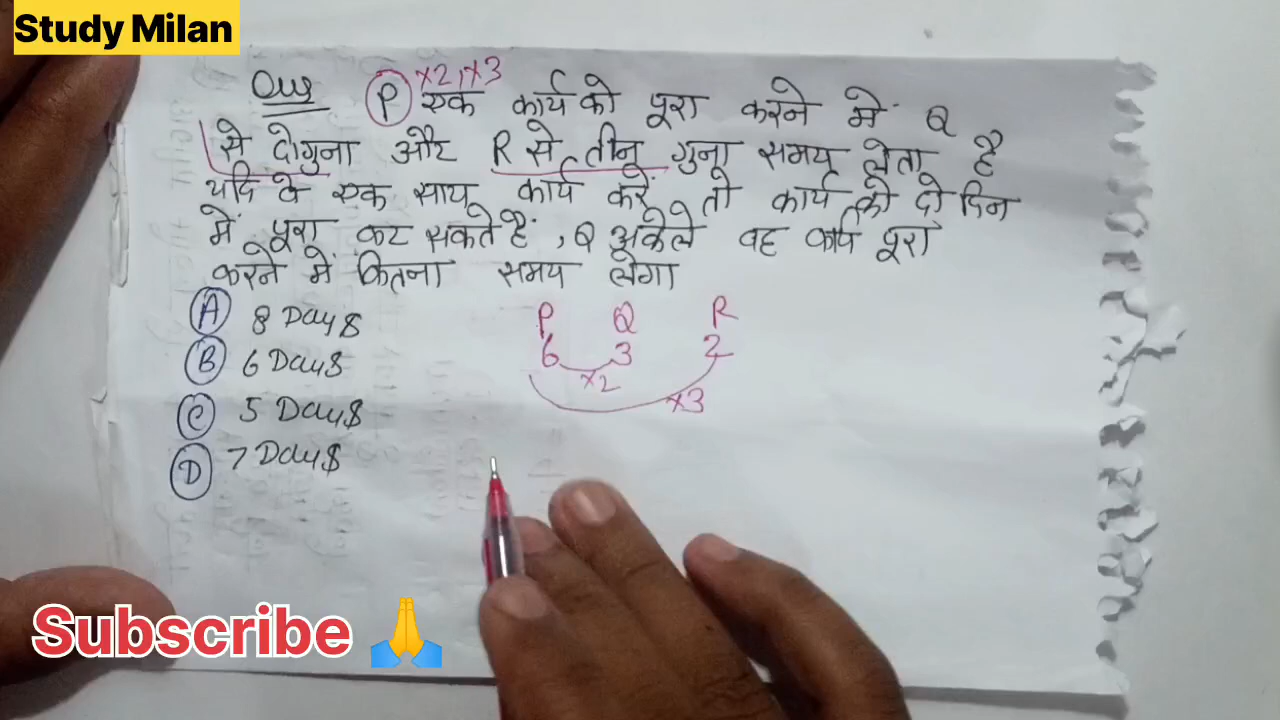 Study Milan
Ques P एक कार्य को पूरा करने में Q
×2, ×3
से दोगुना और R से तीन गुना समय लेता है
यदि वे एक साथ कार्य करें तो कार्य को दो दिन
में पूरा कर सकते हैं , Q अकेले वह कार्य पूरा
करने में कितना समय लेगा
A 8 Days
B 6 Days
C 5 Days
D 7 Days
P Q R
6 3 2
×2
×3
Subscribe 🙏